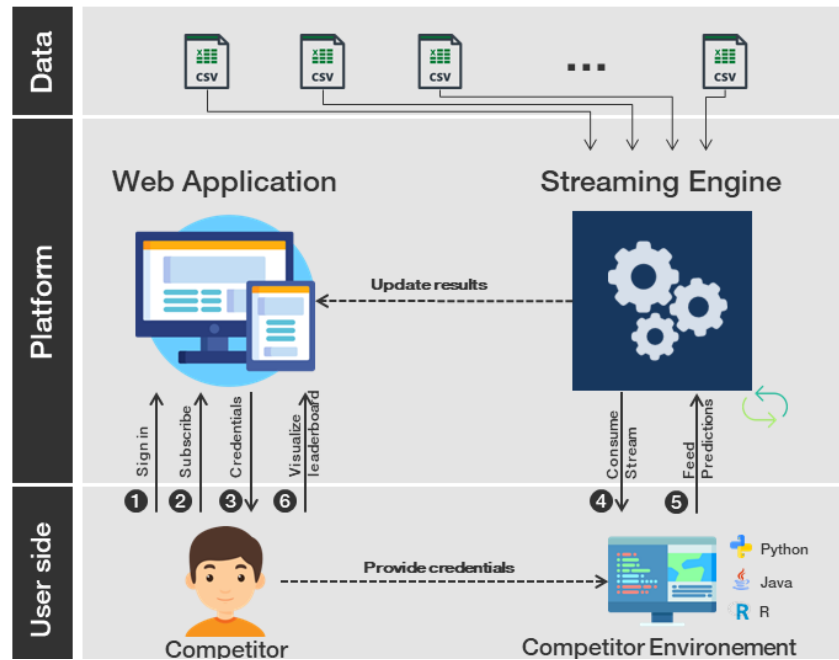 Data
CSV
CSV
CSV
...
CSV
Platform
Web Application
Streaming Engine
Update results
Sign in
Subscribe
Credentials
Visualize
leaderboard
Consume
Stream
Feed
Predictions
1
2
3
6
4
5
User side
Provide credentials
Python
Java
R
Competitor
Competitor Environement